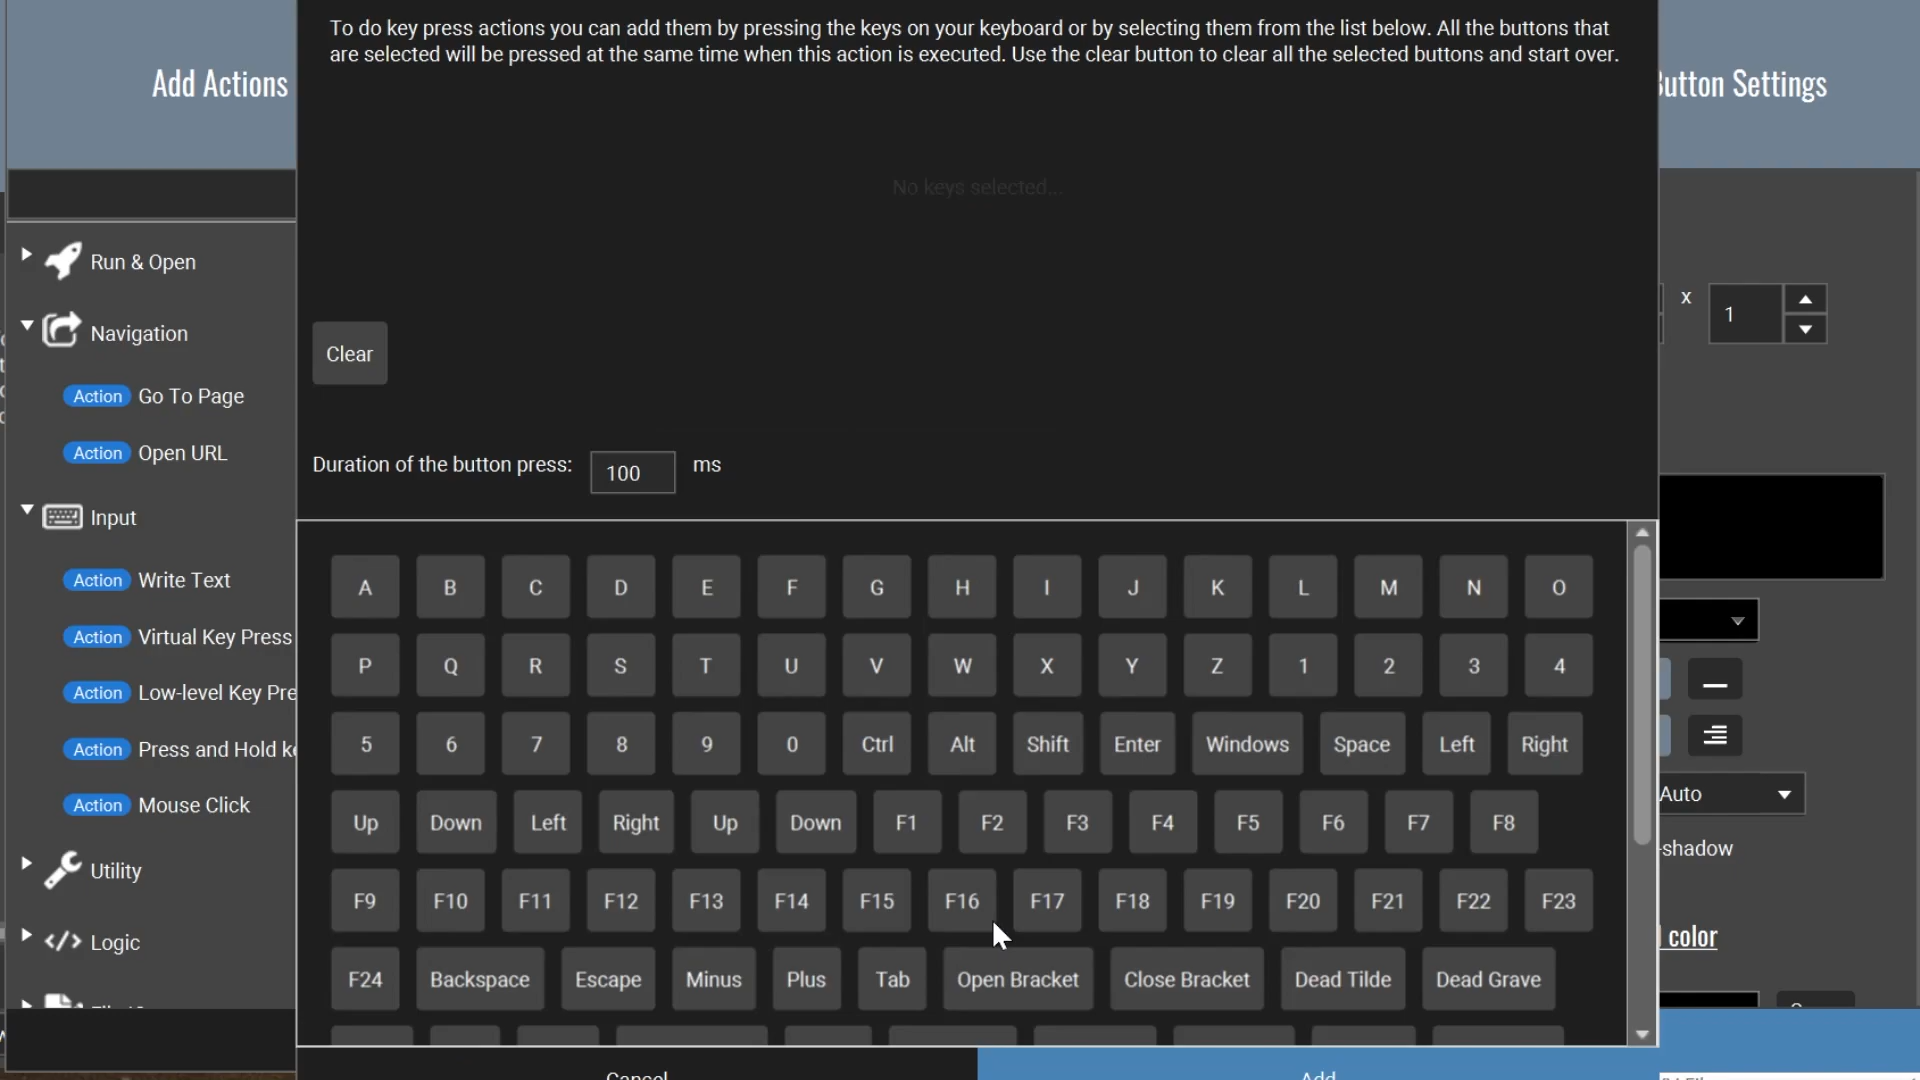 To do key press actions you can add them by pressing the keys on your keyboard or by selecting them from the list below. All the buttons that
are selected will be pressed at the same time when this action is executed. Use the clear button to clear all the selected buttons and start over.
Add Actions
Button Settings
No keys selected...
Run & Open
Navigation
Action Go To Page
Action Open URL
Input
Action Write Text
Action Virtual Key Press
Action Low-level Key Pre
Action Press and Hold ke
Action Mouse Click
Utility
</> Logic
Clear
Duration of the button press: 100 ms
A B C D E F G H I J K L M N O
P Q R S T U V W X Y Z 1 2 3 4
5 6 7 8 9 0 Ctrl Alt Shift Enter Windows Space Left Right
Up Down Left Right Up Down F1 F2 F3 F4 F5 F6 F7 F8
F9 F10 F11 F12 F13 F14 F15 F16 F17 F18 F19 F20 F21 F22 F23
F24 Backspace Escape Minus Plus Tab Open Bracket Close Bracket Dead Tilde Dead Grave
Cancel
Add
x 1
Auto
-shadow
color